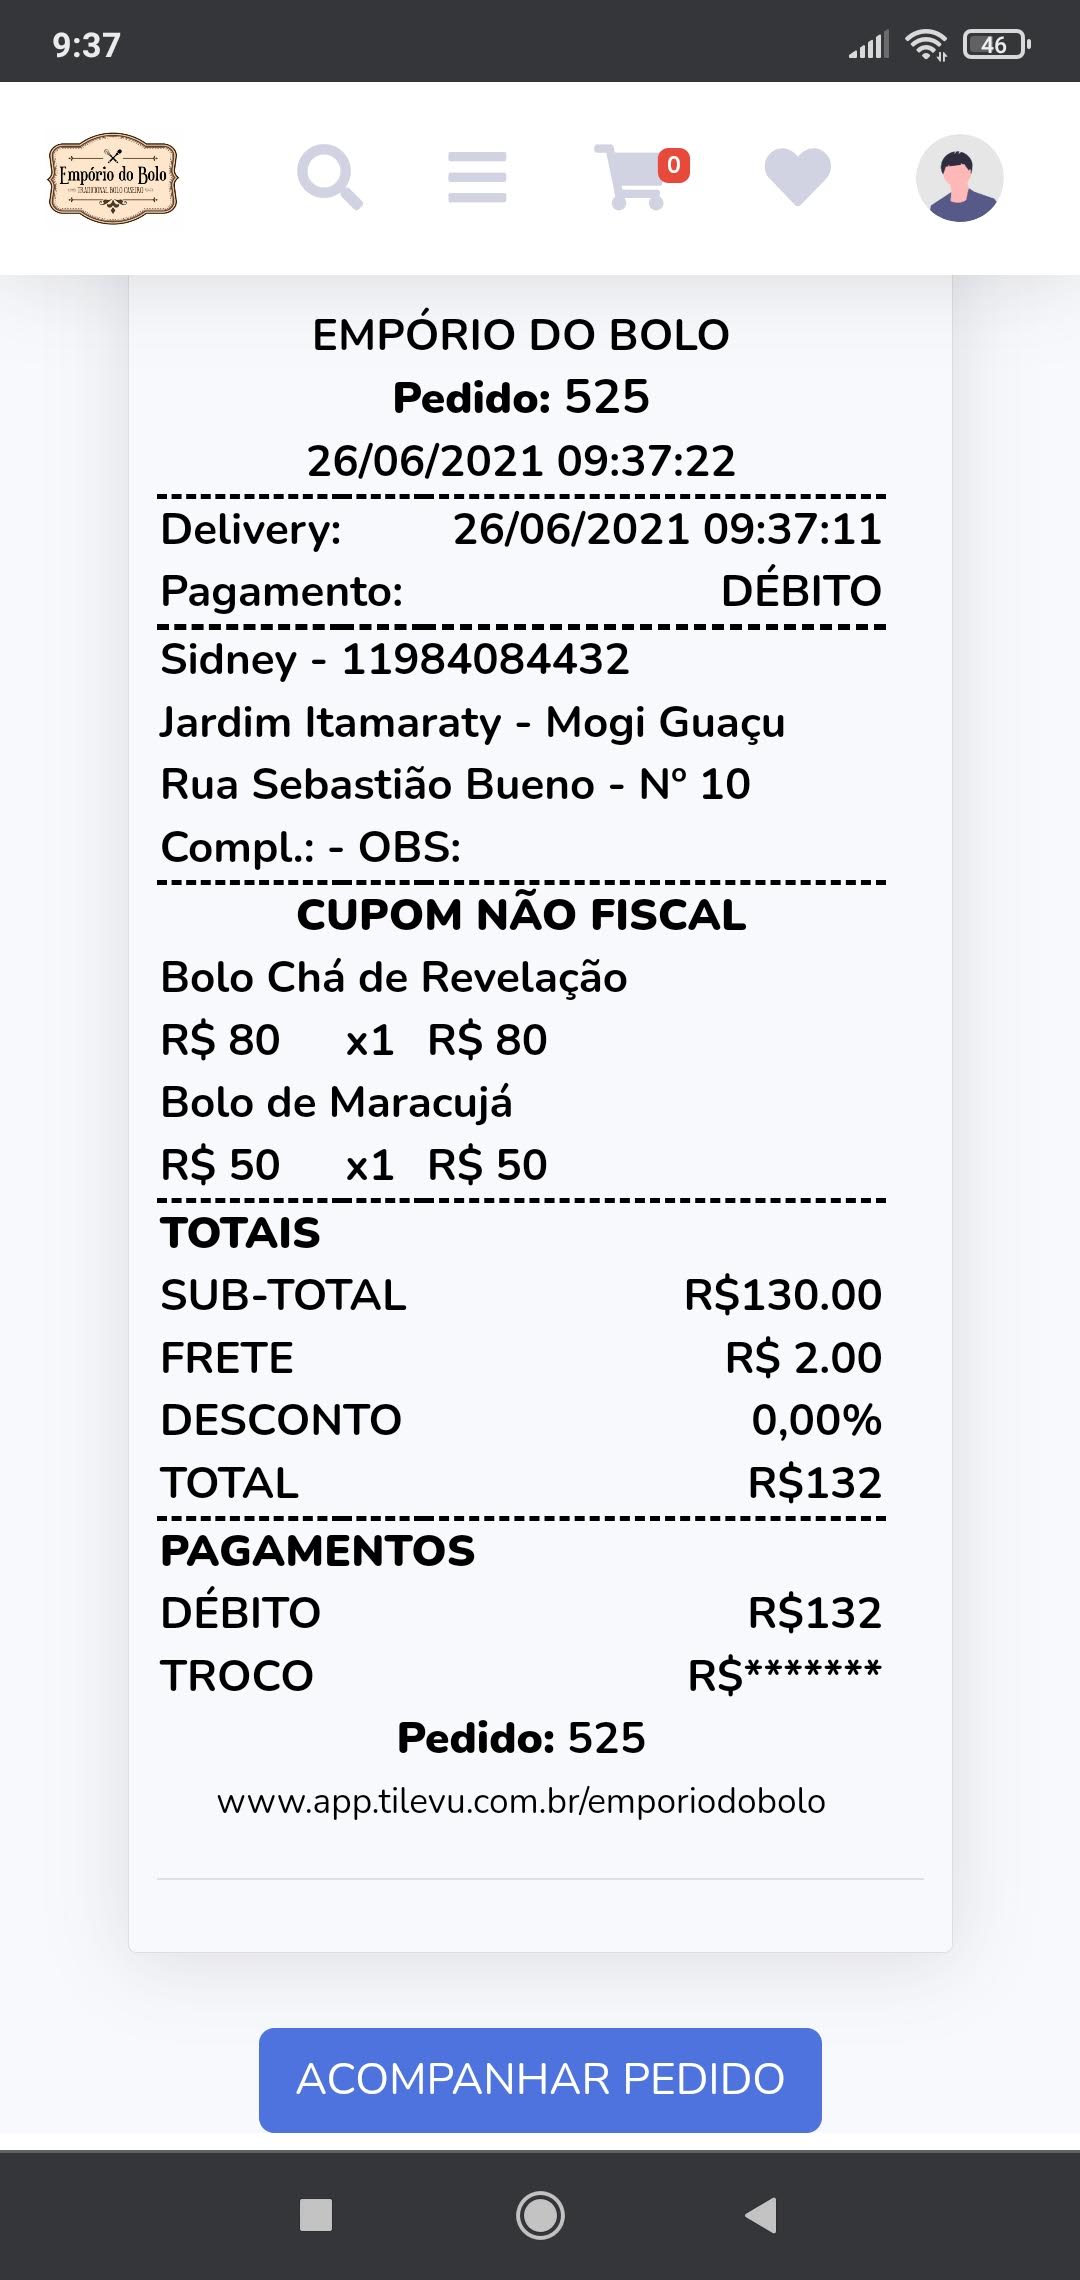 9:37
46
Empório do Bolo
TRADICIONAL BOLO CASEIRO
0
EMPÓRIO DO BOLO
Pedido: 525
26/06/2021 09:37:22
Delivery: 26/06/2021 09:37:11
Pagamento: DÉBITO
Sidney - 11984084432
Jardim Itamaraty - Mogi Guaçu
Rua Sebastião Bueno - Nº 10
Compl.: - OBS:
CUPOM NÃO FISCAL
Bolo Chá de Revelação
R$ 80 x1 R$ 80
Bolo de Maracujá
R$ 50 x1 R$ 50
TOTAIS
SUB-TOTAL R$130.00
FRETE R$ 2.00
DESCONTO 0,00%
TOTAL R$132
PAGAMENTOS
DÉBITO R$132
TROCO R$*******
Pedido: 525
www.app.tilevu.com.br/emporiodobolo
ACOMPANHAR PEDIDO